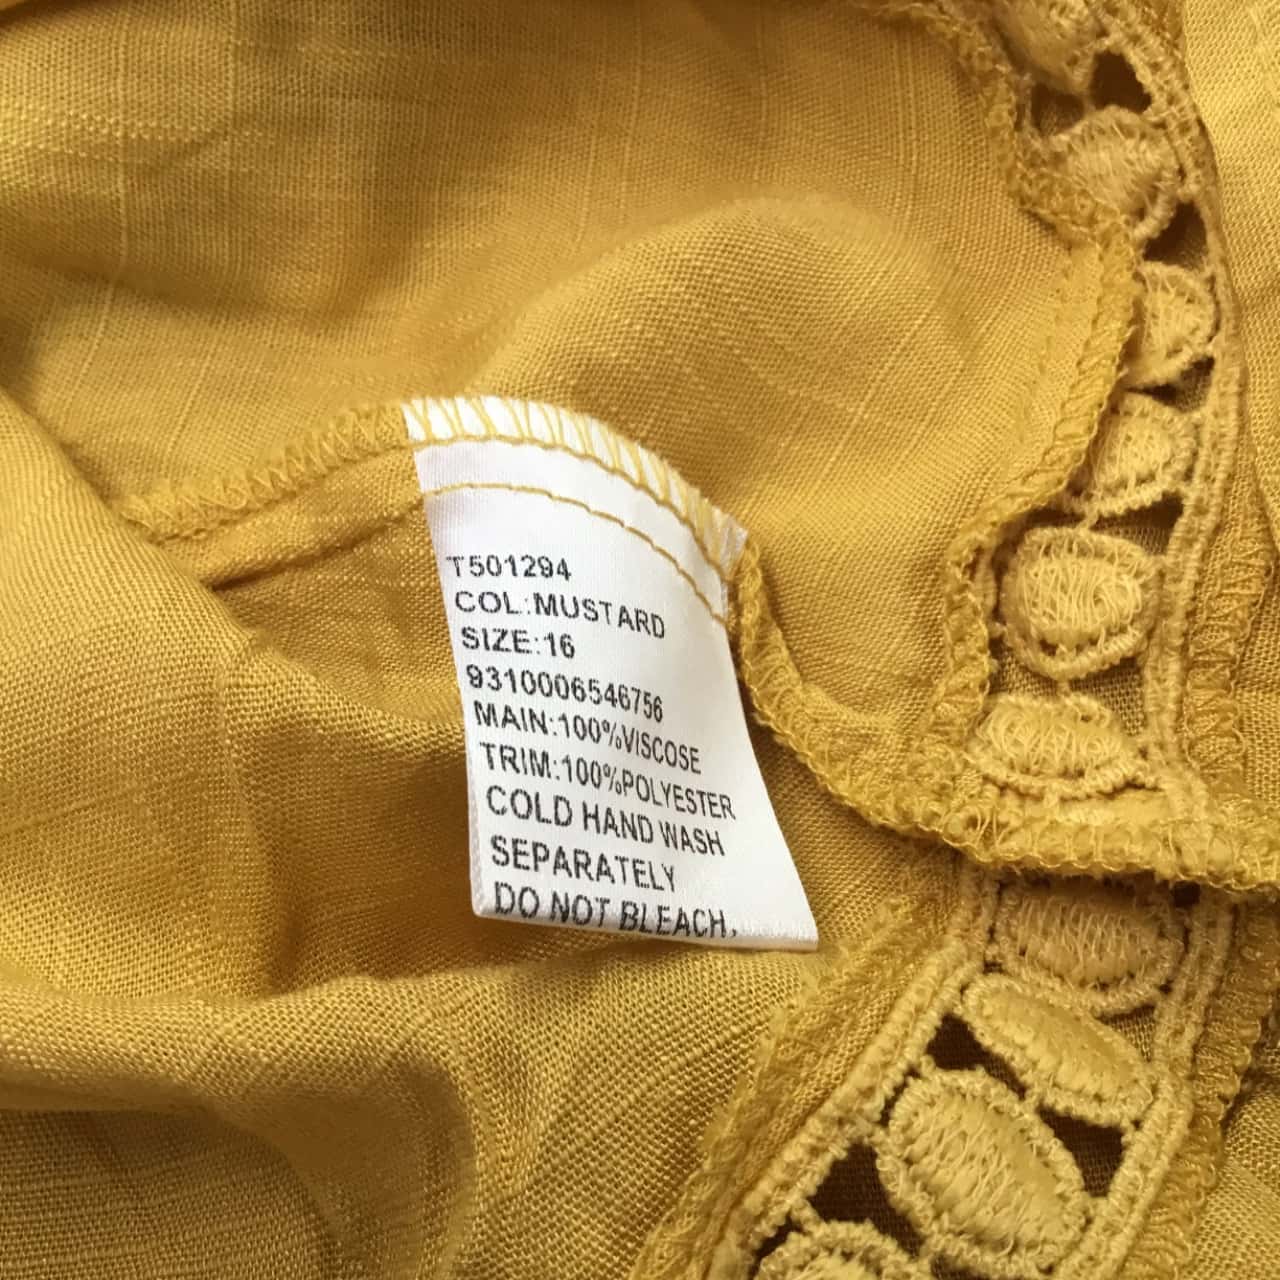 T501294
COL:MUSTARD
SIZE:16
9310006546756
MAIN:100%VISCOSE
TRIM:100%POLYESTER
COLD HAND WASH
SEPARATELY
DO NOT BLEACH,